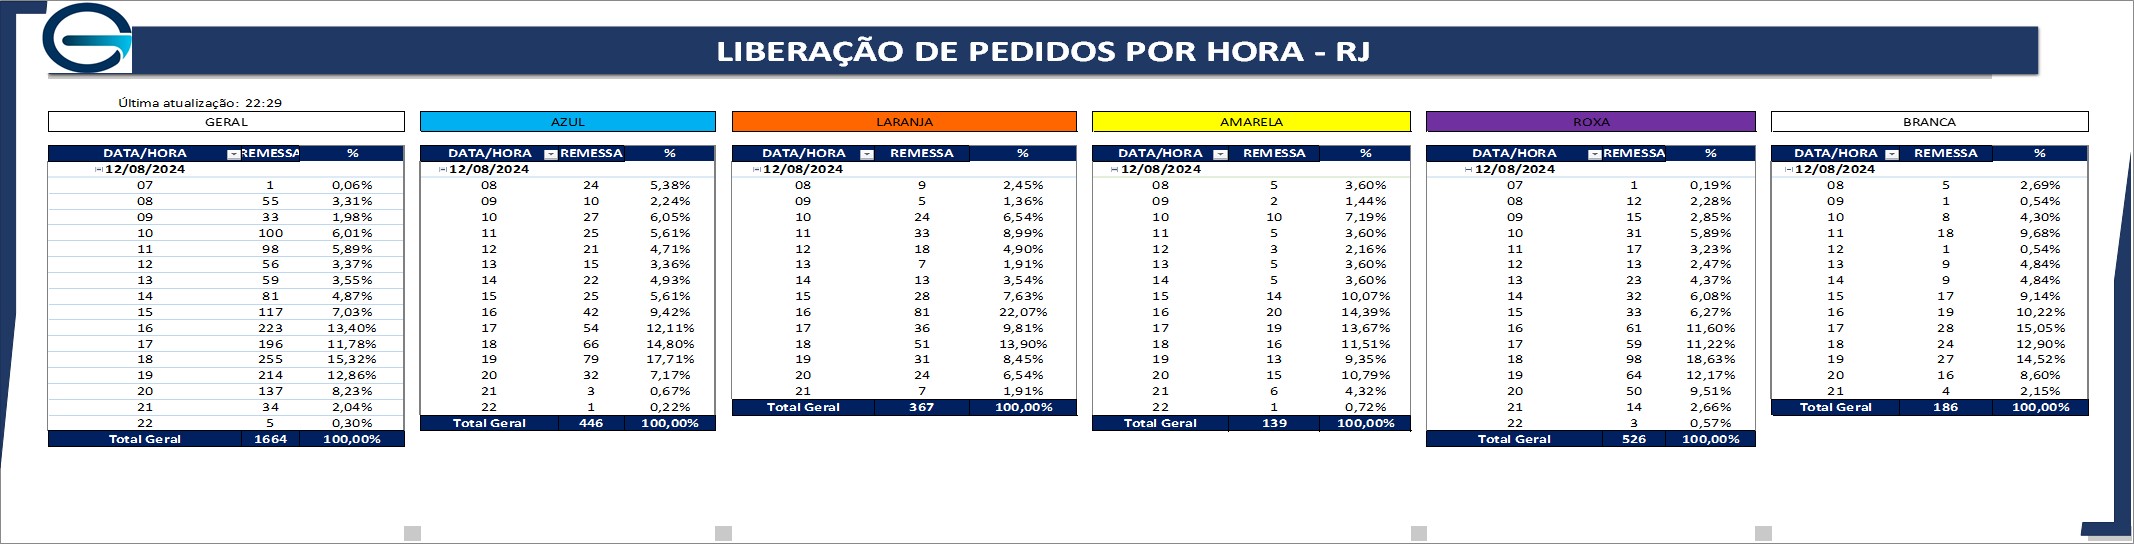 LIBERAÇÃO DE PEDIDOS POR HORA - RJ
Última atualização: 22:29
GERAL
DATA/HORA REMESSA %
12/08/2024
07 1 0,06%
08 55 3,31%
09 33 1,98%
10 100 6,01%
11 98 5,89%
12 56 3,37%
13 59 3,55%
14 81 4,87%
15 117 7,03%
16 223 13,40%
17 196 11,78%
18 255 15,32%
19 214 12,86%
20 137 8,23%
21 34 2,04%
22 5 0,30%
Total Geral 1664 100,00%
AZUL
DATA/HORA REMESSA %
12/08/2024
08 24 5,38%
09 10 2,24%
10 27 6,05%
11 25 5,61%
12 21 4,71%
13 15 3,36%
14 22 4,93%
15 25 5,61%
16 42 9,42%
17 54 12,11%
18 66 14,80%
19 79 17,71%
20 32 7,17%
21 3 0,67%
22 1 0,22%
Total Geral 446 100,00%
LARANJA
DATA/HORA REMESSA %
12/08/2024
08 9 2,45%
09 5 1,36%
10 24 6,54%
11 33 8,99%
12 18 4,90%
13 7 1,91%
14 13 3,54%
15 28 7,63%
16 81 22,07%
17 36 9,81%
18 51 13,90%
19 31 8,45%
20 24 6,54%
21 7 1,91%
Total Geral 367 100,00%
AMARELA
DATA/HORA REMESSA %
12/08/2024
08 5 3,60%
09 2 1,44%
10 10 7,19%
11 5 3,60%
12 3 2,16%
13 5 3,60%
14 5 3,60%
15 14 10,07%
16 20 14,39%
17 19 13,67%
18 16 11,51%
19 13 9,35%
20 15 10,79%
21 6 4,32%
22 1 0,72%
Total Geral 139 100,00%
ROXA
DATA/HORA REMESSA %
12/08/2024
07 1 0,19%
08 12 2,28%
09 15 2,85%
10 31 5,89%
11 17 3,23%
12 13 2,47%
13 23 4,37%
14 32 6,08%
15 33 6,27%
16 61 11,60%
17 59 11,22%
18 98 18,63%
19 64 12,17%
20 50 9,51%
21 14 2,66%
22 3 0,57%
Total Geral 526 100,00%
BRANCA
DATA/HORA REMESSA %
12/08/2024
08 5 2,69%
09 1 0,54%
10 8 4,30%
11 18 9,68%
12 1 0,54%
13 9 4,84%
14 9 4,84%
15 17 9,14%
16 19 10,22%
17 28 15,05%
18 24 12,90%
19 27 14,52%
20 16 8,60%
21 4 2,15%
Total Geral 186 100,00%